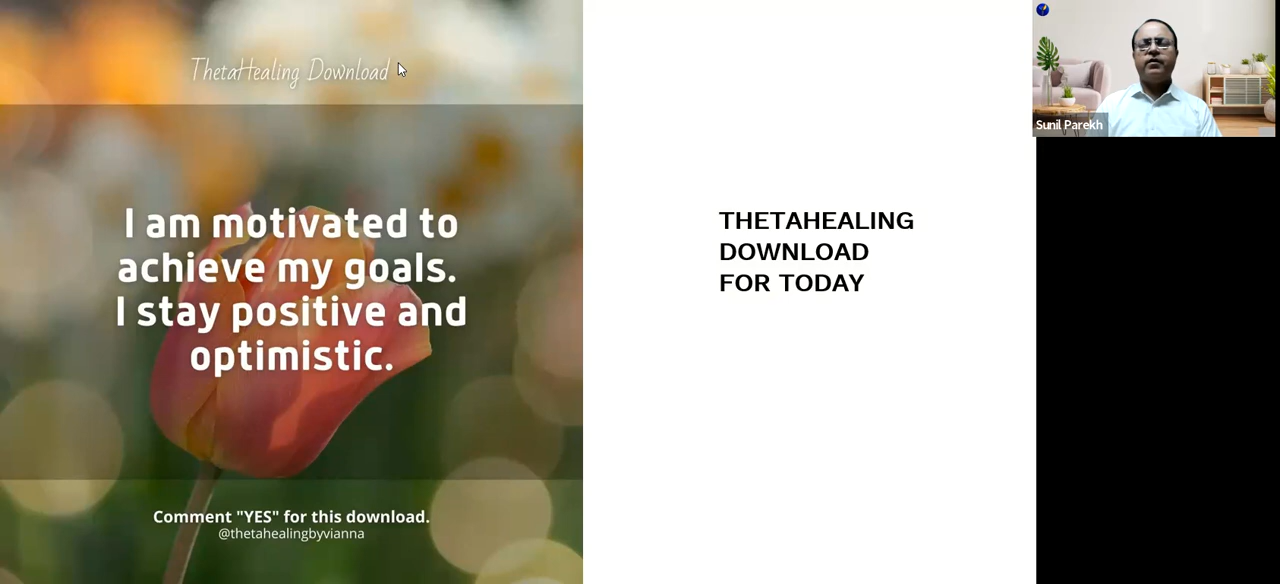 ThetaHealing Download
I am motivated to
achieve my goals.
I stay positive and
optimistic.
Comment "YES" for this download.
@thetahealingbyvianna
THETAHEALING
DOWNLOAD
FOR TODAY
Sunil Parekh